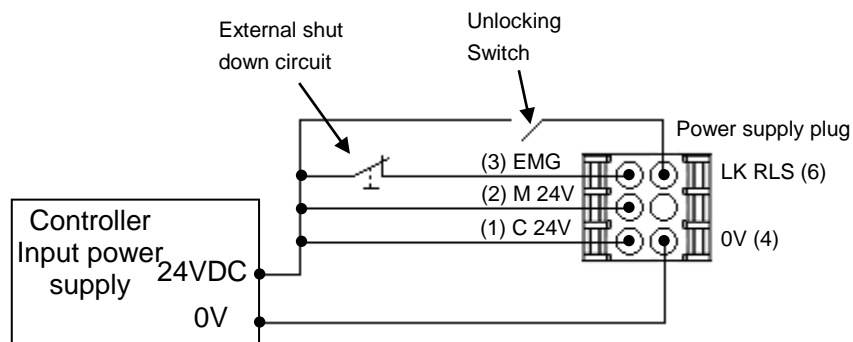 External shut
down circuit
Unlocking
Switch
Power supply plug
(3) EMG
LK RLS (6)
(2) M 24V
(1) C 24V
0V (4)
Controller
Input power
supply
24VDC
0V